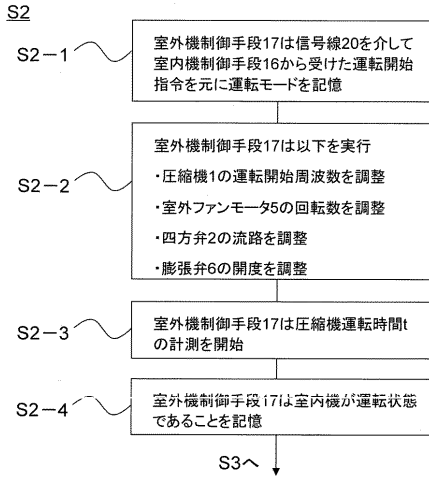 S2
S2-1
室外機制御手段17は信号線20を介して
室内機制御手段16から受けた運転開始
指令を元に運転モードを記憶
S2-2
室外機制御手段17は以下を実行
・圧縮機1の運転開始周波数を調整
・室外ファンモータ5の回転数を調整
・四方弁2の流路を調整
・膨張弁6の開度を調整
S2-3
室外機制御手段17は圧縮機運転時間t
の計測を開始
S2-4
室外機制御手段17は室内機が運転状態
であることを記憶
S3へ